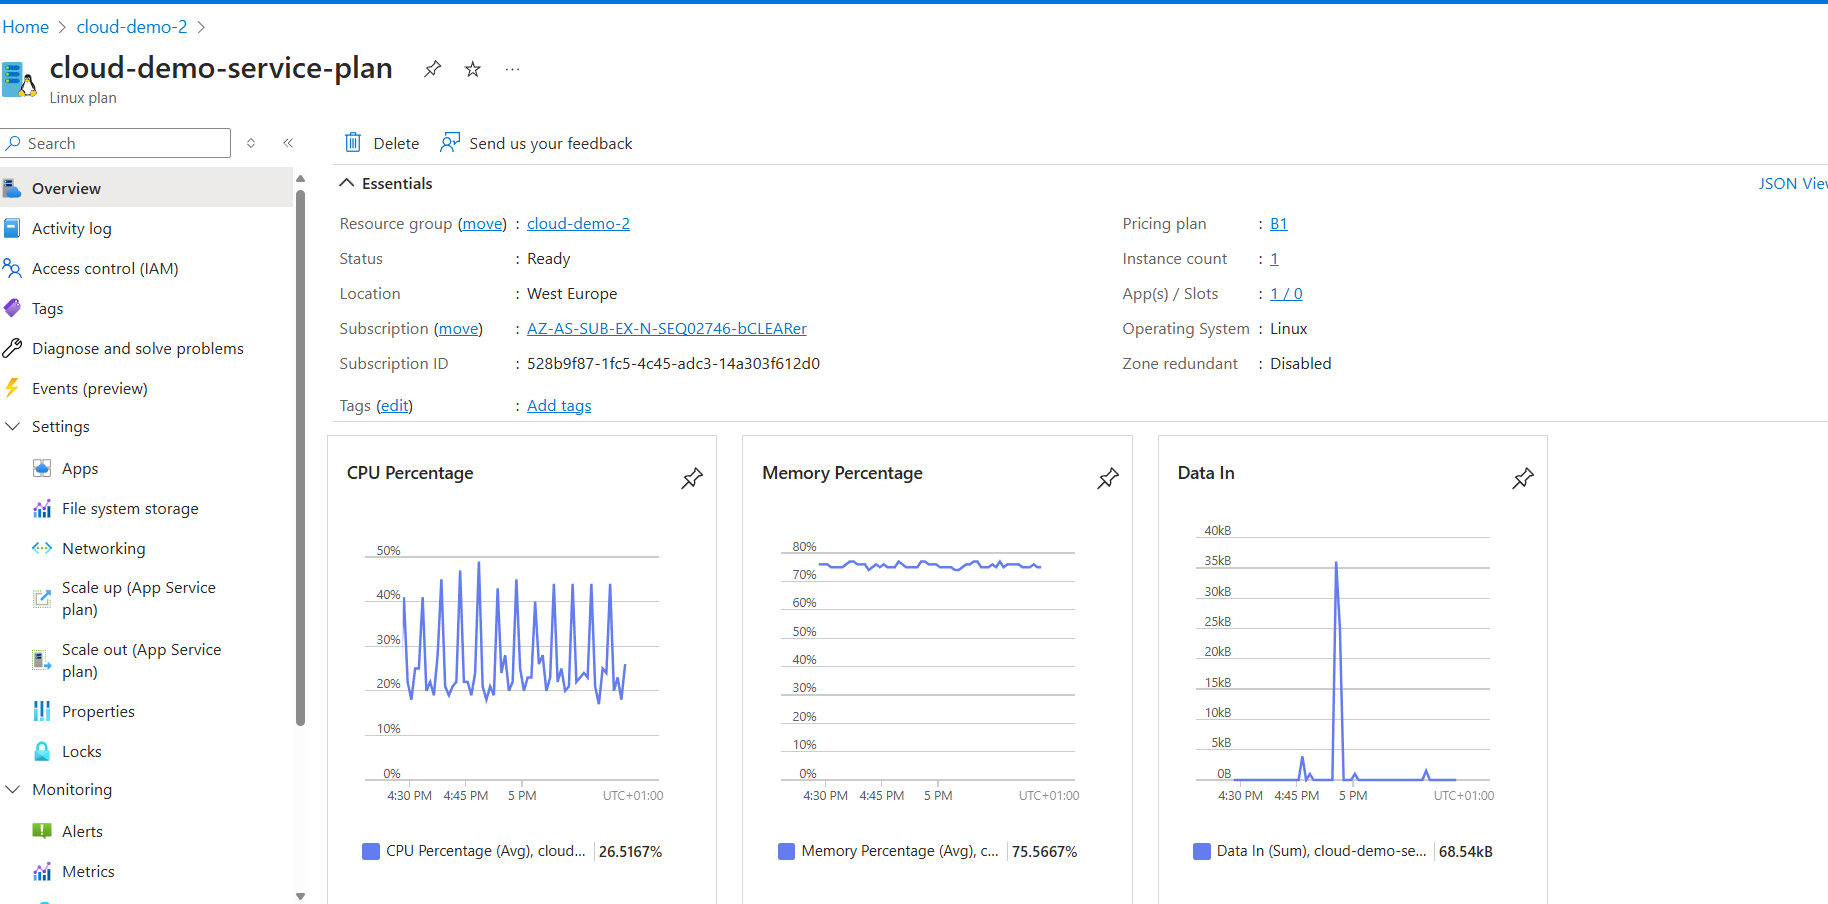 Home > cloud-demo-2 >
cloud-demo-service-plan
Linux plan
Search
Overview
Activity log
Access control (IAM)
Tags
Diagnose and solve problems
Events (preview)
Settings
Apps
File system storage
Networking
Scale up (App Service
plan)
Scale out (App Service
plan)
Properties
Locks
Monitoring
Alerts
Metrics
Delete
Send us your feedback
Essentials
JSON View
Resource group (move) : cloud-demo-2
Status : Ready
Location : West Europe
Subscription (move) : AZ-AS-SUB-EX-N-SEQ02746-bCLEARer
Subscription ID : 528b9f87-1fc5-4c45-adc3-14a303f612d0
Tags (edit) : Add tags
Pricing plan : B1
Instance count : 1
App(s) / Slots : 1 / 0
Operating System : Linux
Zone redundant : Disabled
CPU Percentage
50%
40%
30%
20%
10%
0%
4:30 PM 4:45 PM 5 PM UTC+01:00
CPU Percentage (Avg), cloud... 26.5167%
Memory Percentage
80%
70%
60%
50%
40%
30%
20%
10%
0%
4:30 PM 4:45 PM 5 PM UTC+01:00
Memory Percentage (Avg), c... 75.5667%
Data In
40kB
35kB
30kB
25kB
20kB
15kB
10kB
5kB
0B
4:30 PM 4:45 PM 5 PM UTC+01:00
Data In (Sum), cloud-demo-se... 68.54kB